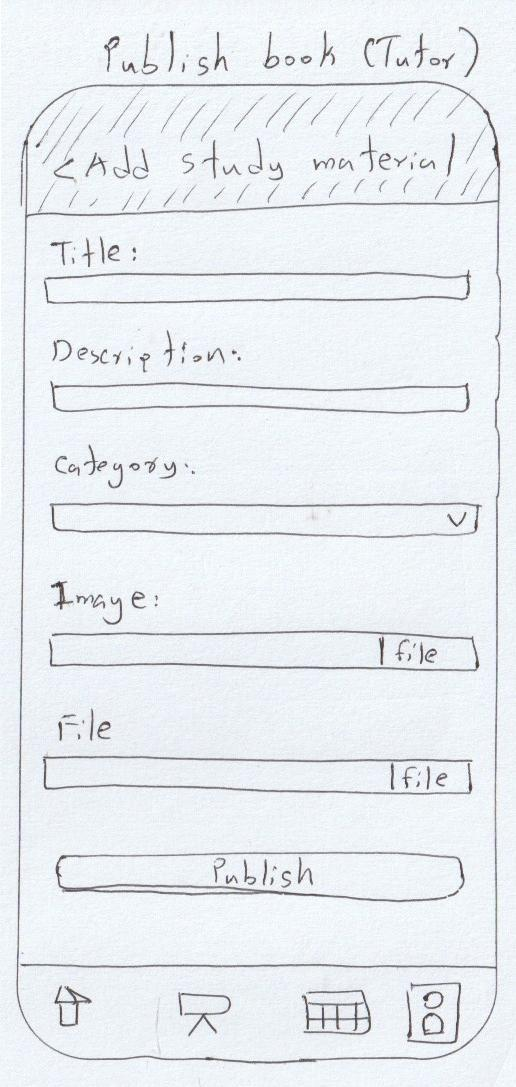 Publish book (Tutor)
< Add study material
Title:
Description:
Category:
Image:
file
File
file
Publish